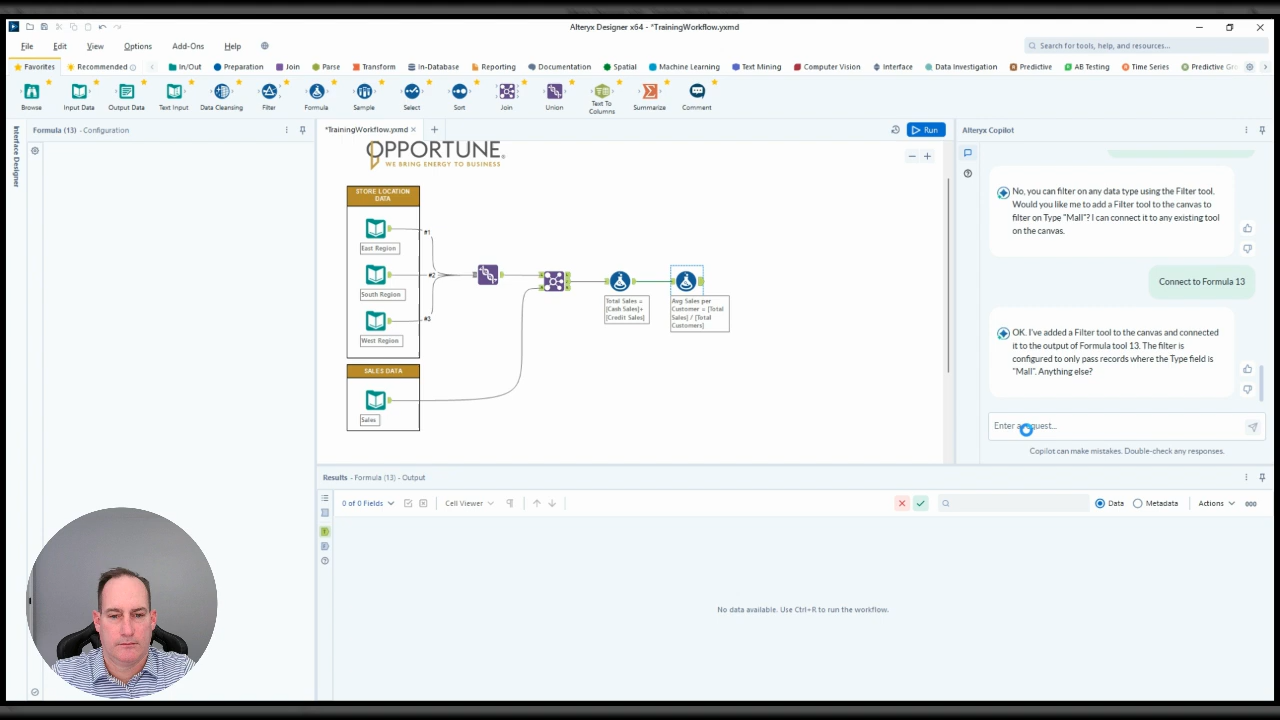 Alteryx Designer x64 - *TrainingWorkflow.yxmd
File Edit View Options Add-Ons Help
Search for tools, help, and resources...
Favorites Recommended In/Out Preparation Join Parse Transform In-Database Reporting Documentation Spatial Machine Learning Text Mining Computer Vision Interface Data Investigation Predictive AB Testing Time Series Predictive Gr
Browse Input Data Output Data Text Input Data Cleansing Filter Formula Sample Select Sort Join Union Text To Columns Summarize Comment
Interface Designer
Formula (13) - Configuration
*TrainingWorkflow.yxmd
Run
OPPORTUNE
WE BRING ENERGY TO BUSINESS
STORE LOCATION
DATA
East Region
South Region
West Region
#1
#2
#3
SALES DATA
Sales
Total Sales =
[Cash Sales]+
[Credit Sales]
Avg Sales per
Customer = [Total
Sales] / [Total
Customers]
Alteryx Copilot
No, you can filter on any data type using the Filter tool.
Would you like me to add a Filter tool to the canvas to
filter on Type "Mall"? I can connect it to any existing tool
on the canvas.
Connect to Formula 13
OK. I've added a Filter tool to the canvas and connected
it to the output of Formula tool 13. The filter is
configured to only pass records where the Type field is
"Mall". Anything else?
Enter a request...
Copilot can make mistakes. Double-check any responses.
Results - Formula (13) - Output
0 of 0 Fields Cell Viewer Data Metadata Actions 000
No data available. Use Ctrl+R to run the workflow.